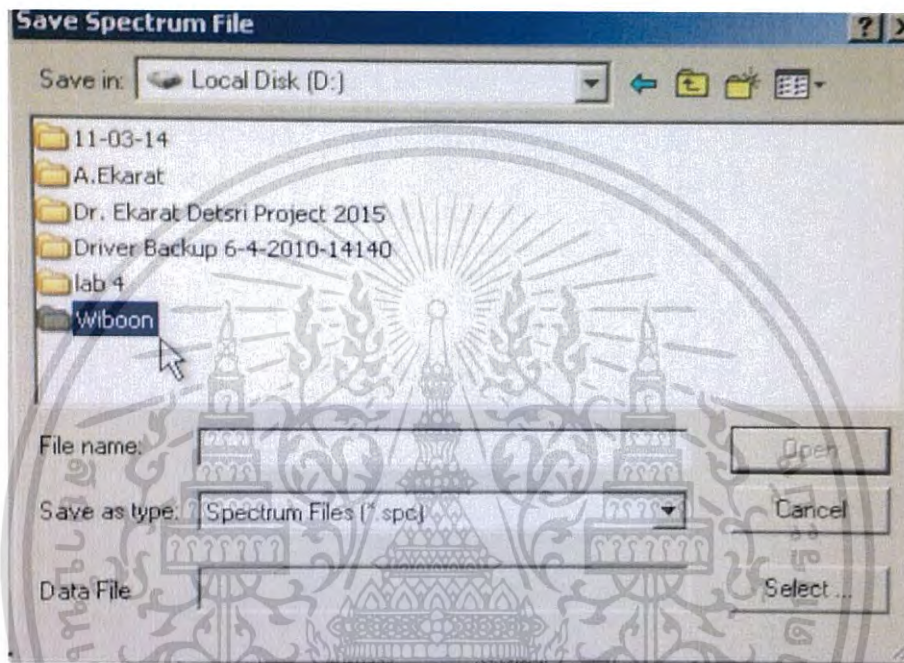 Save Spectrum File
Save in: Local Disk (D:)
11-03-14
A.Ekarat
Dr. Ekarat Detsri Project 2015
Driver Backup 6-4-2010-14140
lab 4
Wiboon
File name: Open
Save as type: Spectrum Files (*.spc) Cancel
Data File Select ...